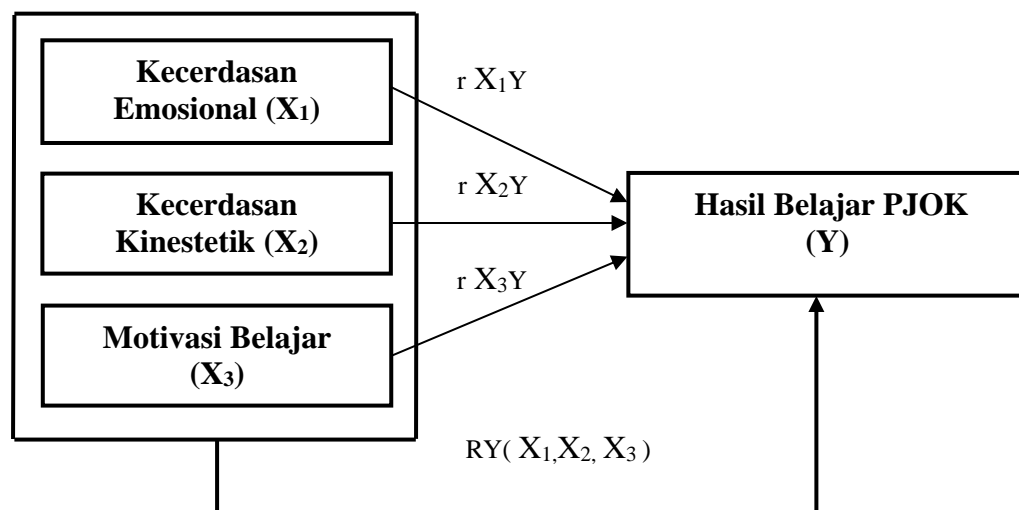 Kecerdasan
Emosional (X₁)
r X₁Y
Kecerdasan
Kinestetik (X₂)
r X₂Y
Motivasi Belajar
(X₃)
r X₃Y
Hasil Belajar PJOK
(Y)
RY( X₁,X₂, X₃ )